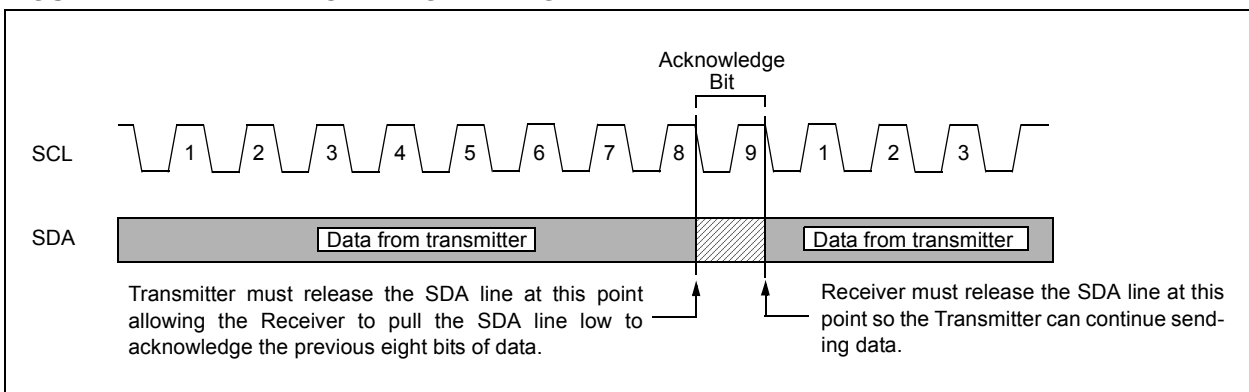 Acknowledge
Bit
SCL
1 2 3 4 5 6 7 8 9 1 2 3
SDA
Data from transmitter
Data from transmitter
Transmitter must release the SDA line at this point
allowing the Receiver to pull the SDA line low to
acknowledge the previous eight bits of data.
Receiver must release the SDA line at this
point so the Transmitter can continue send-
ing data.